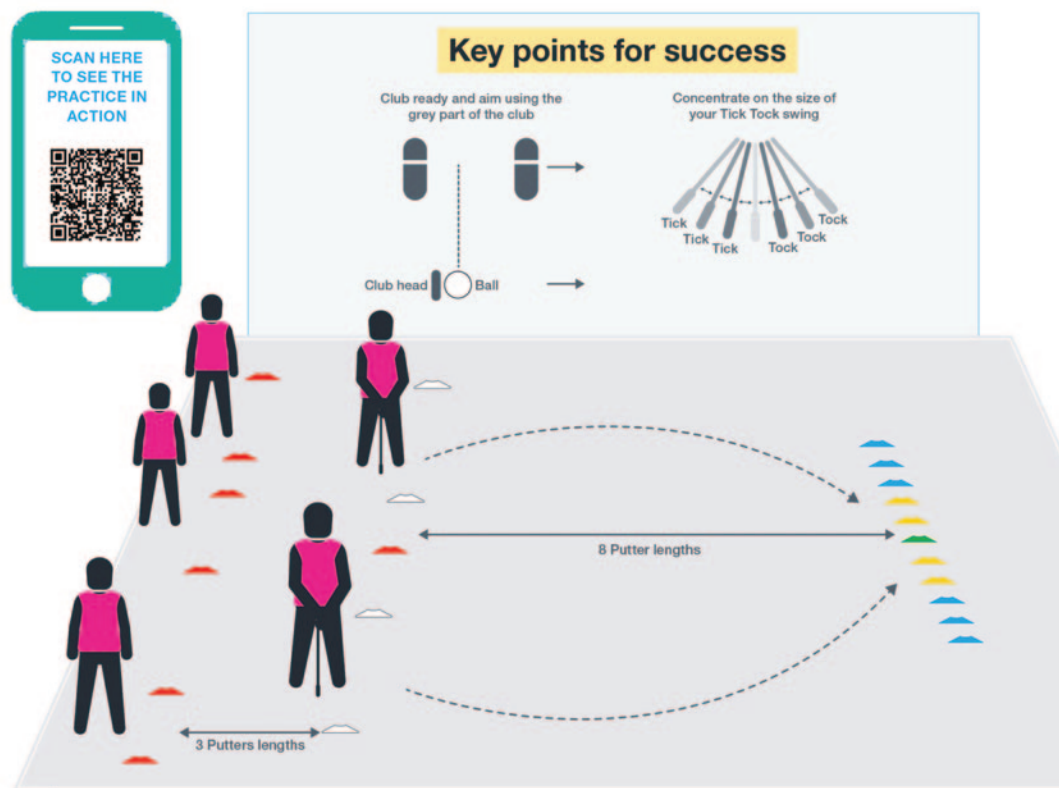 SCAN HERE
TO SEE THE
PRACTICE IN
ACTION
Key points for success
Club ready and aim using the
grey part of the club
Concentrate on the size of
your Tick Tock swing
Tick
Tick
Tick
Tock
Tock
Tock
Club head
Ball
8 Putter lengths
3 Putters lengths